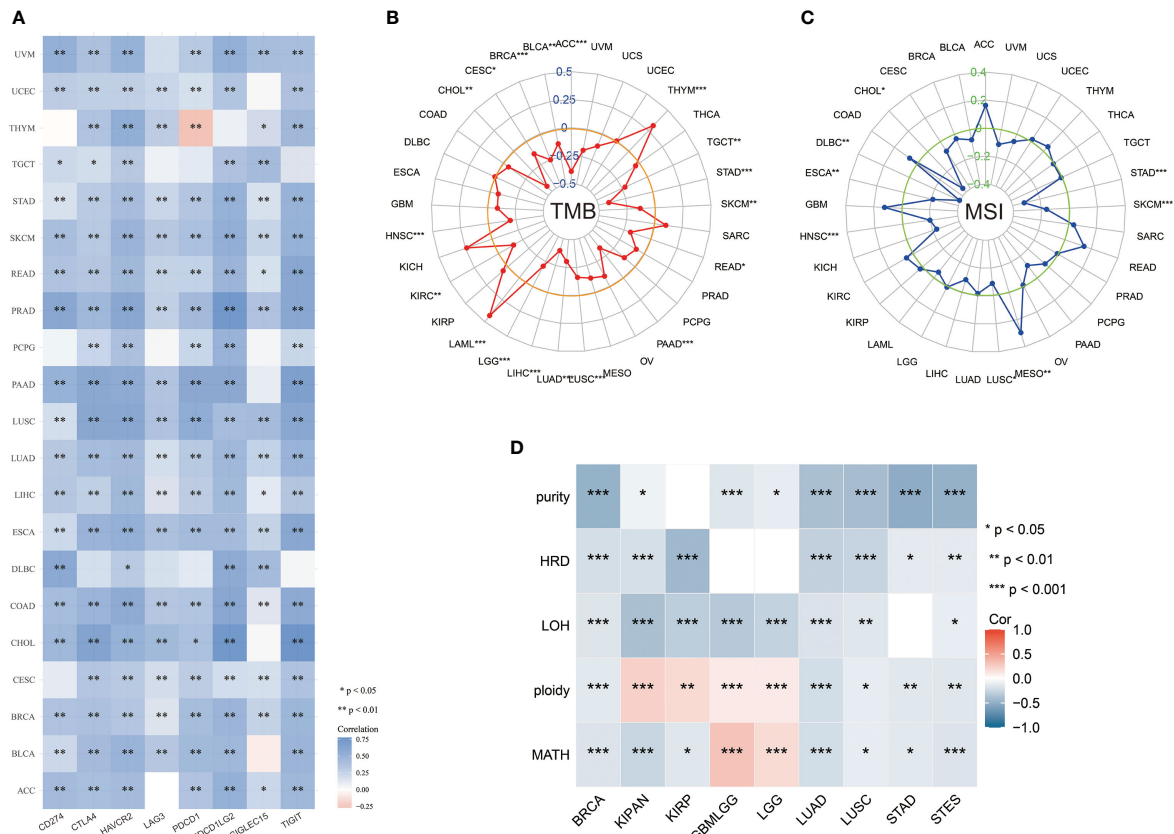 A
UVM ** ** ** ** ** ** **
UCEC ** ** ** ** ** ** **
THYM ** ** ** ** * **
TGCT * * ** ** **
STAD ** ** ** ** ** ** ** **
SKCM ** ** ** ** ** ** ** **
READ ** ** ** ** ** ** * **
PRAD ** ** ** ** ** ** ** **
PCPG ** ** ** ** **
PAAD ** ** ** ** ** ** **
LUSC ** ** ** ** ** ** ** **
LUAD ** ** ** ** ** ** ** **
LIHC ** ** ** ** ** ** * **
ESCA ** ** ** ** ** ** ** **
DLBC ** * ** **
COAD ** ** ** ** ** ** ** **
CHOL ** ** ** ** * ** **
CESC ** ** ** ** ** ** **
BRCA ** ** ** ** ** ** ** **
BLCA ** ** ** ** ** ** **
ACC ** ** ** ** ** * **
CD274 CTLA4 HAVCR2 LAG3 PDCD1 PDCD1LG2 SIGLEC15 TIGIT
* p < 0.05
** p < 0.01
Correlation
0.75
0.50
0.25
0.00
−0.25
B
ACC***
UVM
UCS
UCEC
THYM***
THCA
TGCT**
STAD***
SKCM**
SARC
READ*
PRAD
PCPG
PAAD***
OV
MESO
LUSC***
LUAD***
LIHC***
LGG***
LAML***
KIRP
KIRC**
KICH
HNSC***
GBM
ESCA
DLBC
COAD
CHOL**
CESC*
BRCA***
BLCA**
0.5
0.25
0
−0.25
−0.5
TMB
C
ACC
UVM
UCS
UCEC
THYM
THCA
TGCT
STAD***
SKCM***
SARC
READ
PRAD
PCPG
PAAD
OV
MESO**
LUSC*
LUAD
LIHC
LGG
LAML
KIRP
KIRC
KICH
HNSC***
GBM
ESCA**
DLBC**
COAD
CHOL*
CESC
BRCA
BLCA
0.4
0.2
0
−0.2
−0.4
MSI
D
purity *** * *** * *** *** *** ***
HRD *** *** *** *** *** * **
LOH *** *** *** *** *** *** ** *
ploidy *** *** ** *** *** *** * ** **
MATH *** *** * *** *** *** * * ***
BRCA KIPAN KIRP GBMLGG LGG LUAD LUSC STAD STES
* p < 0.05
** p < 0.01
*** p < 0.001
Cor
1.0
0.5
0.0
−0.5
−1.0